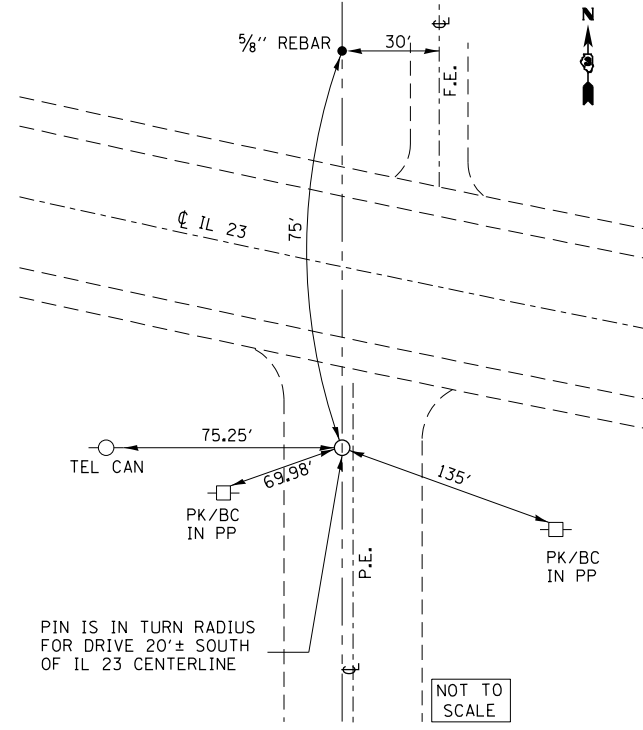 N
⅝'' REBAR
30'
℄
F.E.
℄ IL 23
75'
75.25'
TEL CAN
69.98'
135'
PK/BC
IN PP
PK/BC
IN PP
P.E.
PIN IS IN TURN RADIUS
FOR DRIVE 20'± SOUTH
OF IL 23 CENTERLINE
℄
NOT TO
SCALE